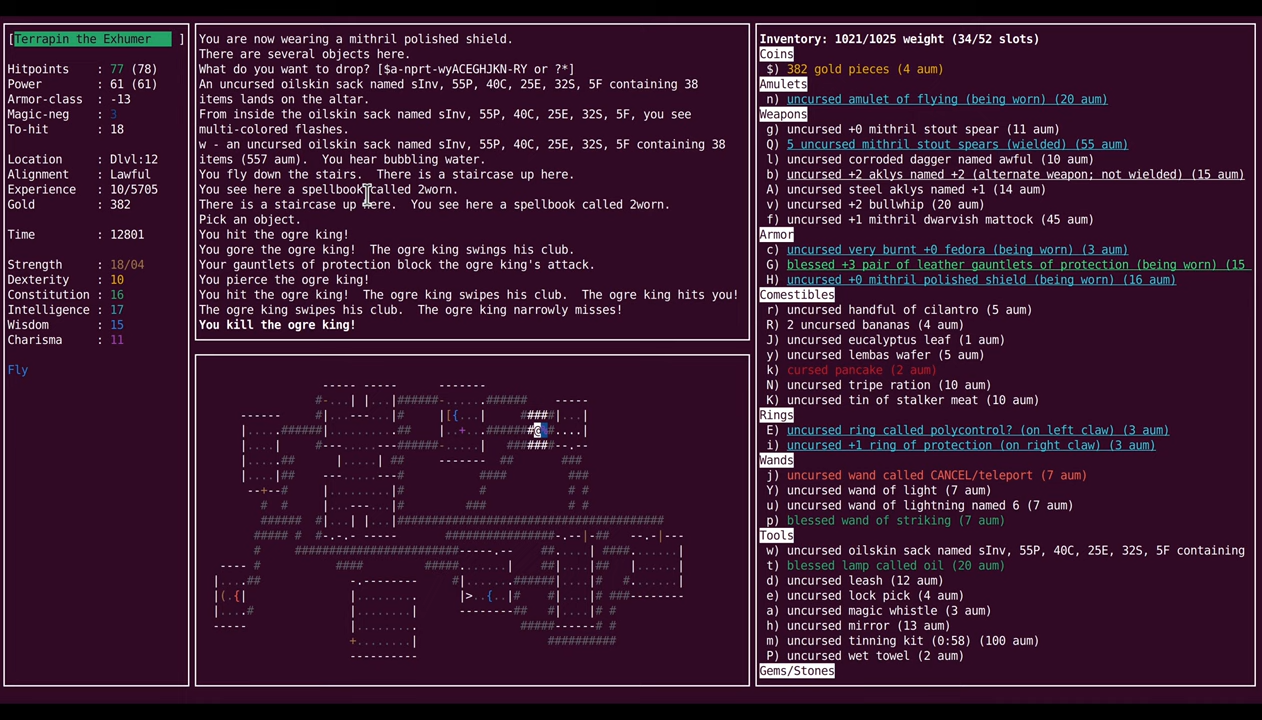 [Terrapin the Exhumer ]
Hitpoints : 77 (78)
Power : 61 (61)
Armor-class : -13
Magic-neg : 3
To-hit : 18
Location : Dlvl:12
Alignment : Lawful
Experience : 10/5705
Gold : 382
Time : 12801
Strength : 18/04
Dexterity : 10
Constitution : 16
Intelligence : 17
Wisdom : 15
Charisma : 11
Fly
You are now wearing a mithril polished shield.
There are several objects here.
What do you want to drop? [$a-nprt-wyACEGHJKN-RY or ?*]
An uncursed oilskin sack named sInv, 55P, 40C, 25E, 32S, 5F containing 38
items lands on the altar.
From inside the oilskin sack named sInv, 55P, 40C, 25E, 32S, 5F, you see
multi-colored flashes.
w - an uncursed oilskin sack named sInv, 55P, 40C, 25E, 32S, 5F containing 38
items (557 aum). You hear bubbling water.
You fly down the stairs. There is a staircase up here.
You see here a spellbook called 2worn.
There is a staircase up here. You see here a spellbook called 2worn.
Pick an object.
You hit the ogre king!
You gore the ogre king! The ogre king swings his club.
Your gauntlets of protection block the ogre king's attack.
You pierce the ogre king!
You hit the ogre king! The ogre king swipes his club. The ogre king hits you!
The ogre king swipes his club. The ogre king narrowly misses!
You kill the ogre king!
Inventory: 1021/1025 weight (34/52 slots)
Coins
$) 382 gold pieces (4 aum)
Amulets
n) uncursed amulet of flying (being worn) (20 aum)
Weapons
g) uncursed +0 mithril stout spear (11 aum)
Q) 5 uncursed mithril stout spears (wielded) (55 aum)
l) uncursed corroded dagger named awful (10 aum)
b) uncursed +2 aklys named +2 (alternate weapon; not wielded) (15 aum)
A) uncursed steel aklys named +1 (14 aum)
v) uncursed +2 bullwhip (20 aum)
f) uncursed +1 mithril dwarvish mattock (45 aum)
Armor
c) uncursed very burnt +0 fedora (being worn) (3 aum)
G) blessed +3 pair of leather gauntlets of protection (being worn) (15
H) uncursed +0 mithril polished shield (being worn) (16 aum)
Comestibles
r) uncursed handful of cilantro (5 aum)
R) 2 uncursed bananas (4 aum)
J) uncursed eucalyptus leaf (1 aum)
y) uncursed lembas wafer (5 aum)
k) cursed pancake (2 aum)
N) uncursed tripe ration (10 aum)
K) uncursed tin of stalker meat (10 aum)
Rings
E) uncursed ring called polycontrol? (on left claw) (3 aum)
i) uncursed +1 ring of protection (on right claw) (3 aum)
Wands
j) uncursed wand called CANCEL/teleport (7 aum)
Y) uncursed wand of light (7 aum)
u) uncursed wand of lightning named 6 (7 aum)
p) blessed wand of striking (7 aum)
Tools
w) uncursed oilskin sack named sInv, 55P, 40C, 25E, 32S, 5F containing
t) blessed lamp called oil (20 aum)
d) uncursed leash (12 aum)
e) uncursed lock pick (4 aum)
a) uncursed magic whistle (3 aum)
h) uncursed mirror (13 aum)
m) uncursed tinning kit (0:58) (100 aum)
P) uncursed wet towel (2 aum)
Gems/Stones